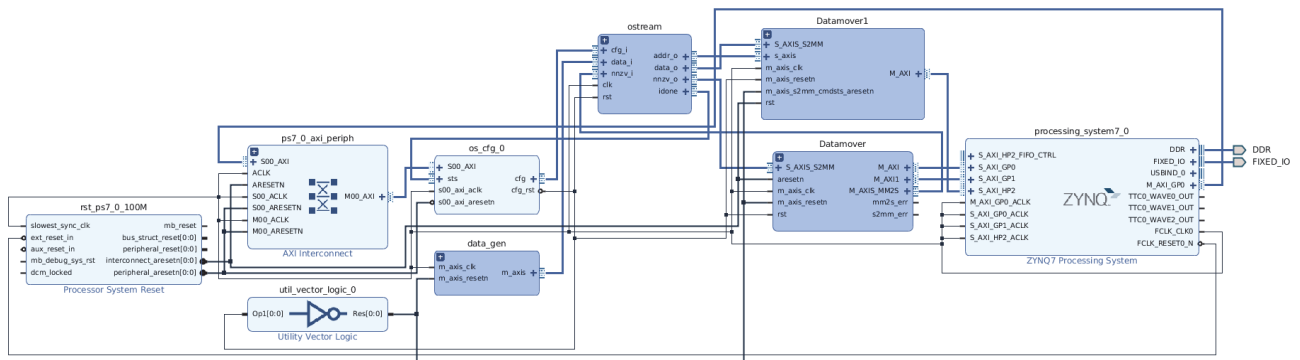 ostream
cfg_i
data_i
nnzv_i
clk
rst
addr_o
data_o
nnzv_o
idone
Datamover1
S_AXIS_S2MM
s_axis
m_axis_clk
m_axis_resetn
m_axis_s2mm_cmdsts_aresetn
rst
M_AXI
ps7_0_axi_periph
S00_AXI
ACLK
ARESETN
S00_ACLK
S00_ARESETN
M00_ACLK
M00_ARESETN
M00_AXI
AXI Interconnect
os_cfg_0
S00_AXI
sts
s00_axi_aclk
s00_axi_aresetn
cfg
cfg_rst
Datamover
S_AXIS_S2MM
aresetn
m_axis_clk
m_axis_resetn
rst
M_AXI
M_AXI1
M_AXIS_MM2S
mm2s_err
s2mm_err
processing_system7_0
S_AXI_HP2_FIFO_CTRL
S_AXI_GP0
S_AXI_GP1
S_AXI_HP2
M_AXI_GP0_ACLK
S_AXI_GP0_ACLK
S_AXI_GP1_ACLK
S_AXI_HP2_ACLK
ZYNQ
DDR
FIXED_IO
USBIND_0
M_AXI_GP0
TTC0_WAVE0_OUT
TTC0_WAVE1_OUT
TTC0_WAVE2_OUT
FCLK_CLK0
FCLK_RESET0_N
ZYNQ7 Processing System
DDR
FIXED_IO
rst_ps7_0_100M
slowest_sync_clk
ext_reset_in
aux_reset_in
mb_debug_sys_rst
dcm_locked
mb_reset
bus_struct_reset[0:0]
peripheral_reset[0:0]
interconnect_aresetn[0:0]
peripheral_aresetn[0:0]
Processor System Reset
data_gen
m_axis_clk
m_axis_resetn
m_axis
util_vector_logic_0
Op1[0:0]
Res[0:0]
Utility Vector Logic